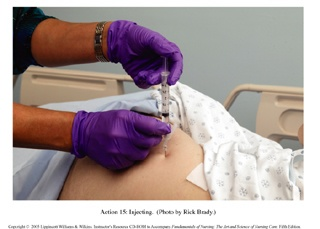 Action 15: Injecting. (Photo by Rick Brady.)
Copyright © 2005 Lippincott Williams & Wilkins. Instructor's Resource CD-ROM to Accompany Fundamentals of Nursing: The Art and Science of Nursing Care, Fifth Edition.